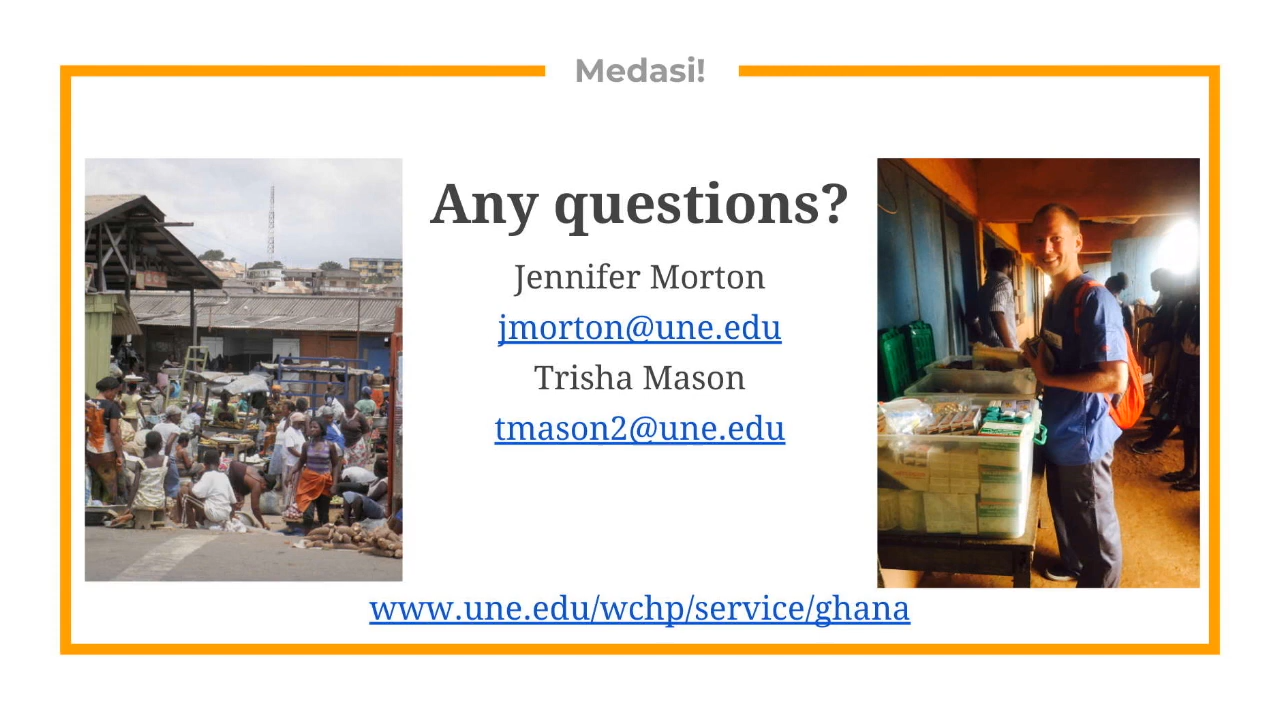 Medasi!
Any questions?
Jennifer Morton
jmorton@une.edu
Trisha Mason
tmason2@une.edu
www.une.edu/wchp/service/ghana